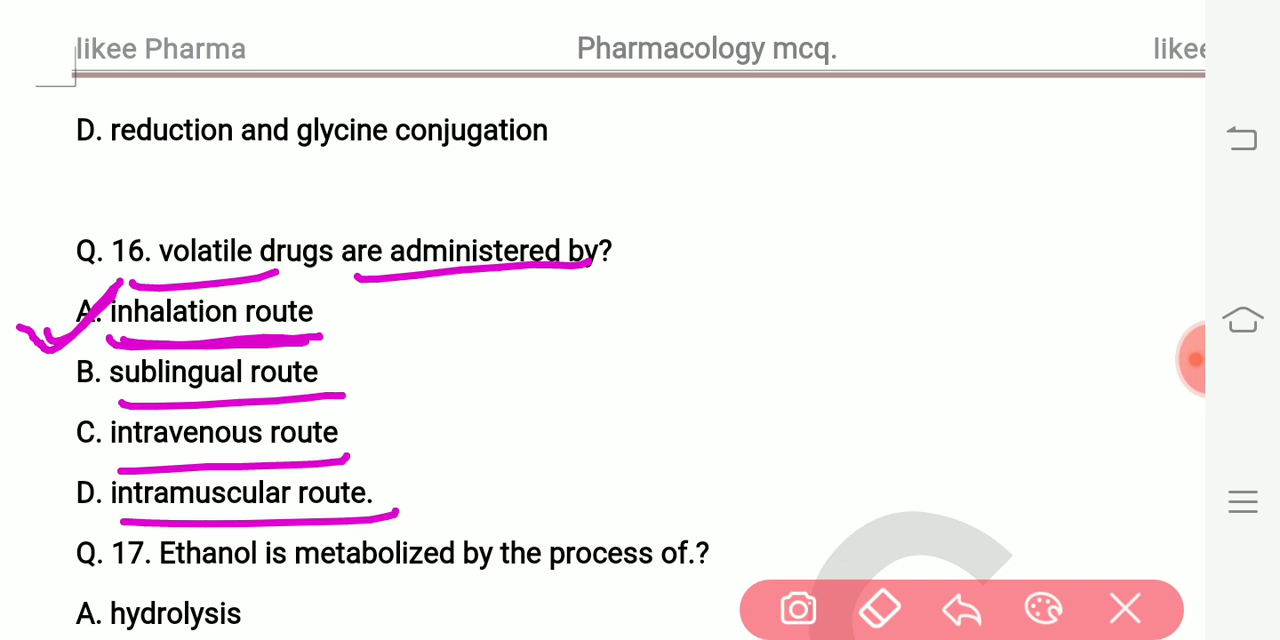 likee Pharma Pharmacology mcq. likee
D. reduction and glycine conjugation
Q. 16. volatile drugs are administered by?
A. inhalation route
B. sublingual route
C. intravenous route
D. intramuscular route.
Q. 17. Ethanol is metabolized by the process of.?
A. hydrolysis